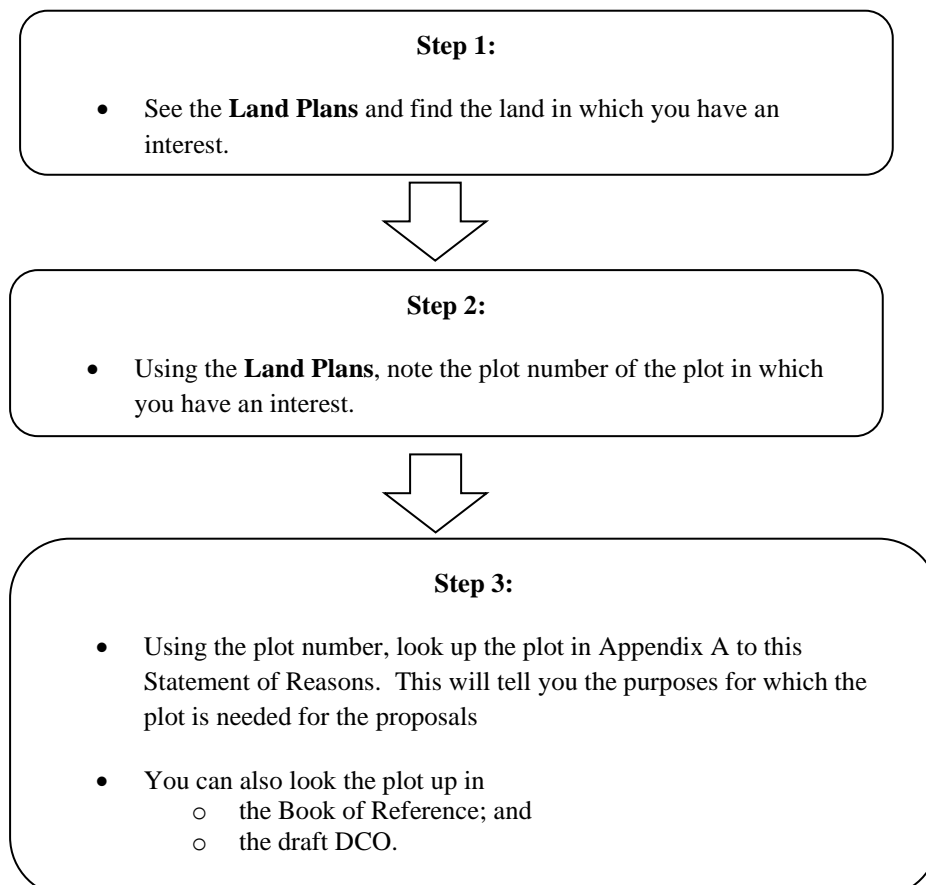 Step 1:
• See the Land Plans and find the land in which you have an
interest.
Step 2:
• Using the Land Plans, note the plot number of the plot in which
you have an interest.
Step 3:
• Using the plot number, look up the plot in Appendix A to this
Statement of Reasons.  This will tell you the purposes for which the
plot is needed for the proposals
• You can also look the plot up in
o the Book of Reference; and
o the draft DCO.